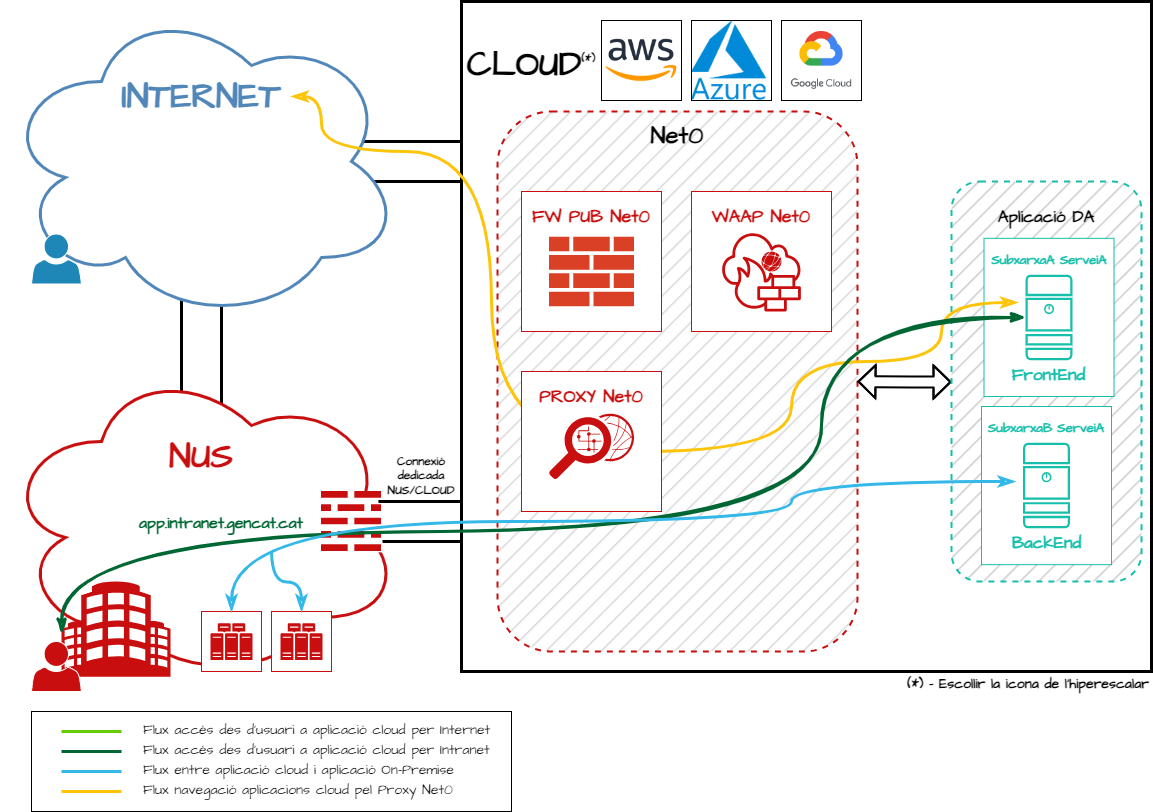 CLOUD(*)
aws
Azure
Google Cloud
INTERNET
Net0
FW PUB Net0
WAAP Net0
Aplicació DA
SubxarxaA ServeiA
FrontEnd
PROXY Net0
SubxarxaB ServeiA
BackEnd
NUS
Connexió
dedicada
NUS/CLOUD
app.intranet.gencat.cat
(*) - Escollir la icona de l'hiperescalar
Flux accès des d'usuari a aplicació cloud per Internet
Flux accès des d'usuari a aplicació cloud per Intranet
Flux entre aplicació cloud i aplicació On-Premise
Flux navegació aplicacions cloud pel Proxy Net0